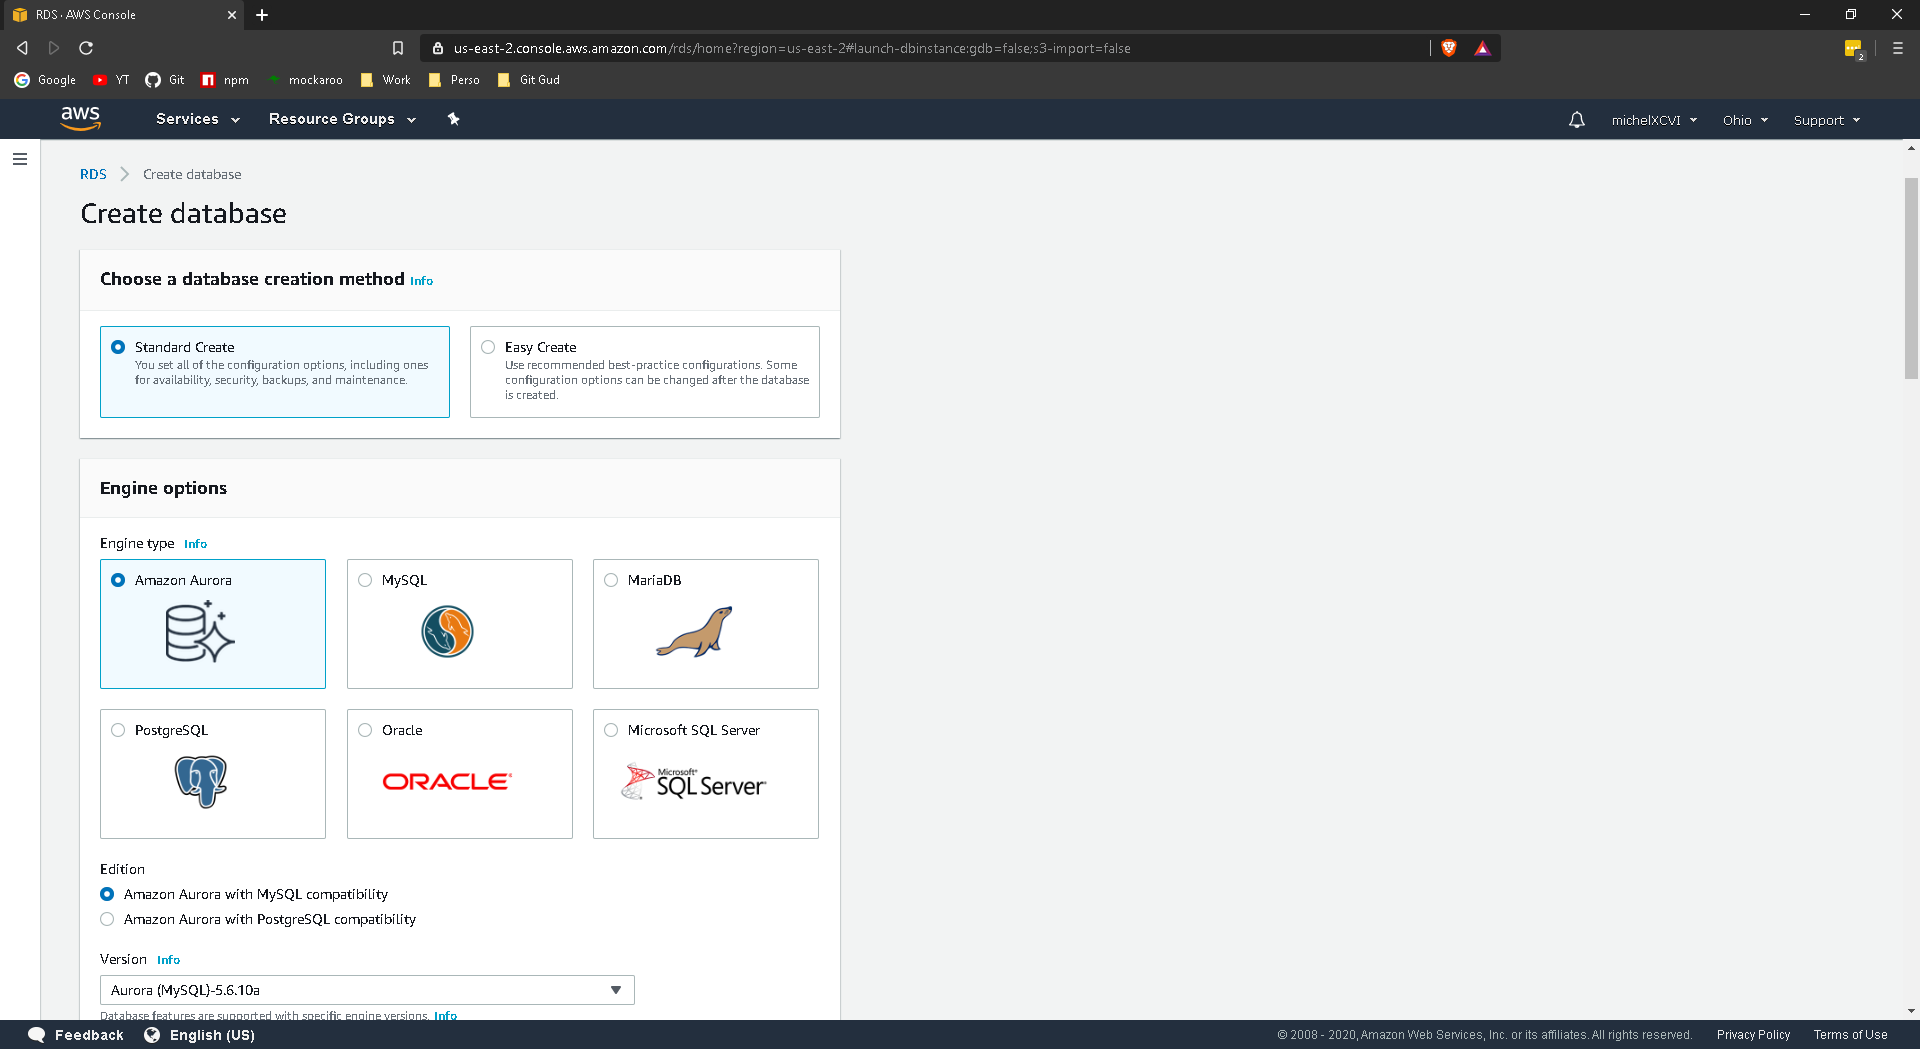 RDS · AWS Console
us-east-2.console.aws.amazon.com/rds/home?region=us-east-2#launch-dbinstance:gdb=false;s3-import=false
2
Google YT Git npm mockaroo Work Perso Git Gud
aws Services Resource Groups michelXCVI Ohio Support
RDS Create database
Create database
Choose a database creation method Info
Standard Create
You set all of the configuration options, including ones
for availability, security, backups, and maintenance.
Easy Create
Use recommended best-practice configurations. Some
configuration options can be changed after the database
is created.
Engine options
Engine type Info
Amazon Aurora
MySQL
MariaDB
PostgreSQL
Oracle
ORACLE
Microsoft SQL Server
Microsoft
SQL Server
Edition
Amazon Aurora with MySQL compatibility
Amazon Aurora with PostgreSQL compatibility
Version Info
Aurora (MySQL)-5.6.10a
Database features are supported with specific engine versions. Info
Feedback English (US) © 2008 - 2020, Amazon Web Services, Inc. or its affiliates. All rights reserved. Privacy Policy Terms of Use